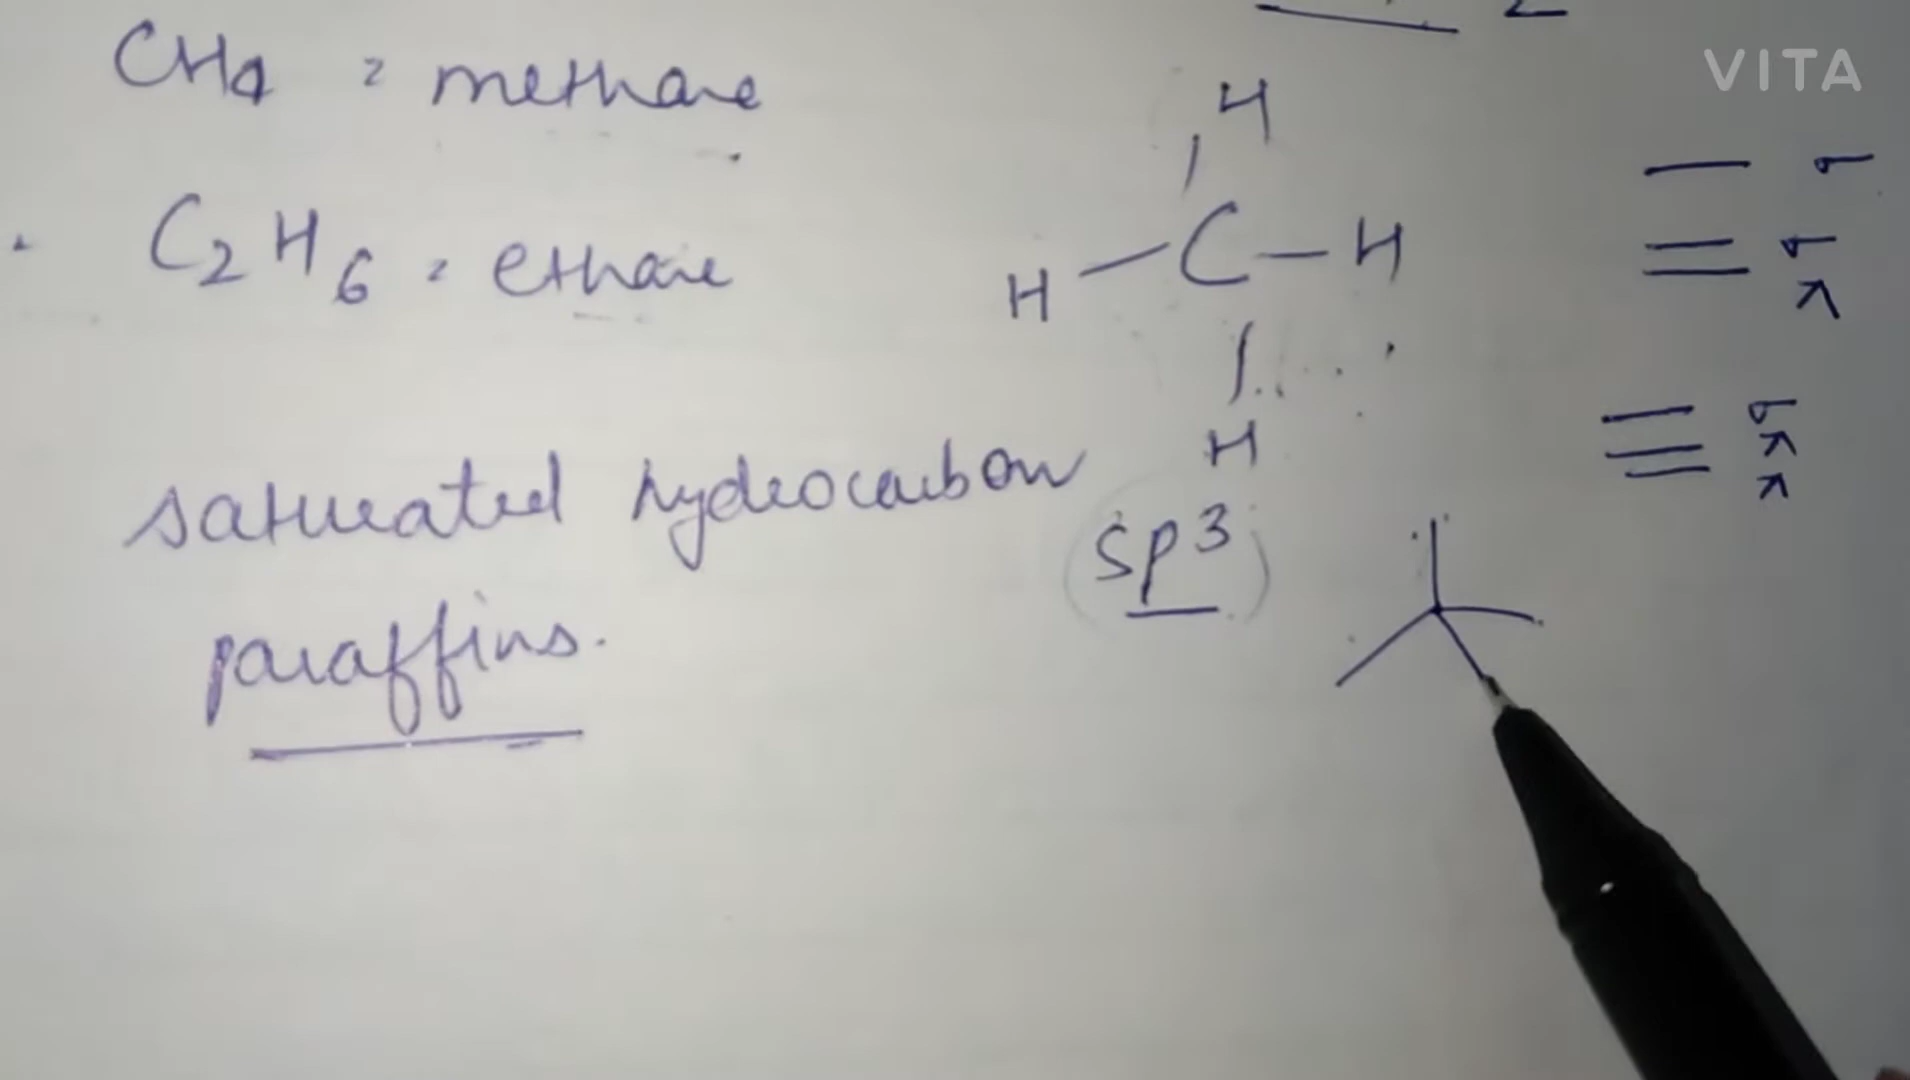 VITA
CH4 = methane
C2H6 = ethane
H
H - C - H
H
σ
σ
π
σ
π
π
saturated hydrocarbon
sp3
paraffins.